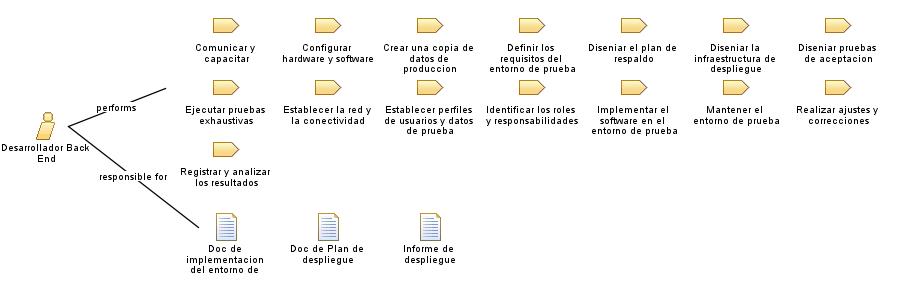 Comunicar y
capacitar
Configurar
hardware y software
Crear una copia de
datos de
produccion
Definir los
requisitos del
entorno de prueba
Diseniar el plan de
respaldo
Diseniar la
infraestructura de
despliegue
Diseniar pruebas
de aceptacion
performs
Ejecutar pruebas
exhaustivas
Establecer la red y
la conectividad
Establecer perfiles
de usuarios y datos
de prueba
Identificar los roles
y responsabilidades
Implementar el
software en el
entorno de prueba
Mantener el
entorno de prueba
Realizar ajustes y
correcciones
Desarrollador Back
End
responsible for
Registrar y analizar
los resultados
Doc de
implementacion
del entorno de
Doc de Plan de
despliegue
Informe de
despliegue